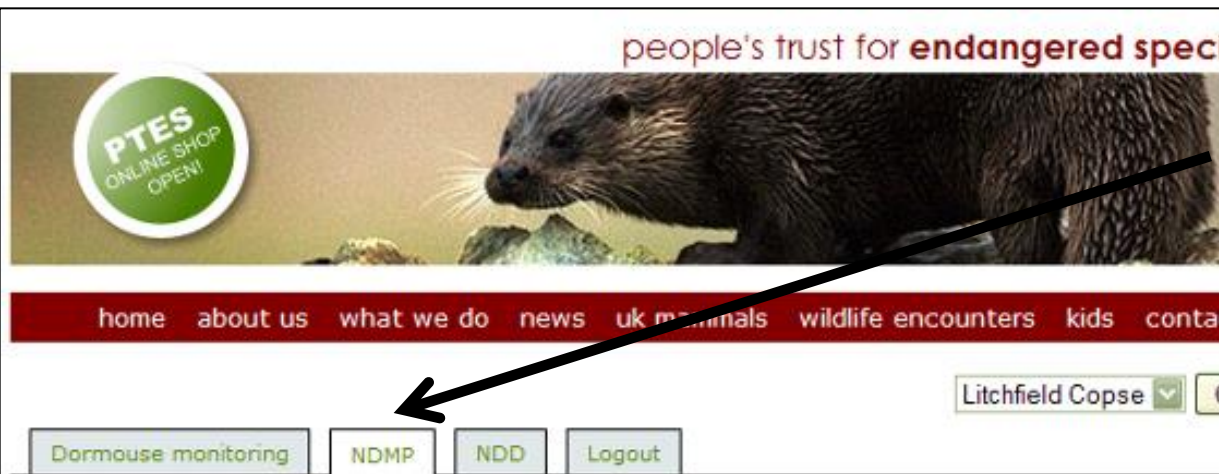 people's trust for endangered spec
PTES
ONLINE SHOP
OPEN!
home about us what we do news uk mammals wildlife encounters kids conta
Litchfield Copse
Dormouse monitoring NDMP NDD Logout